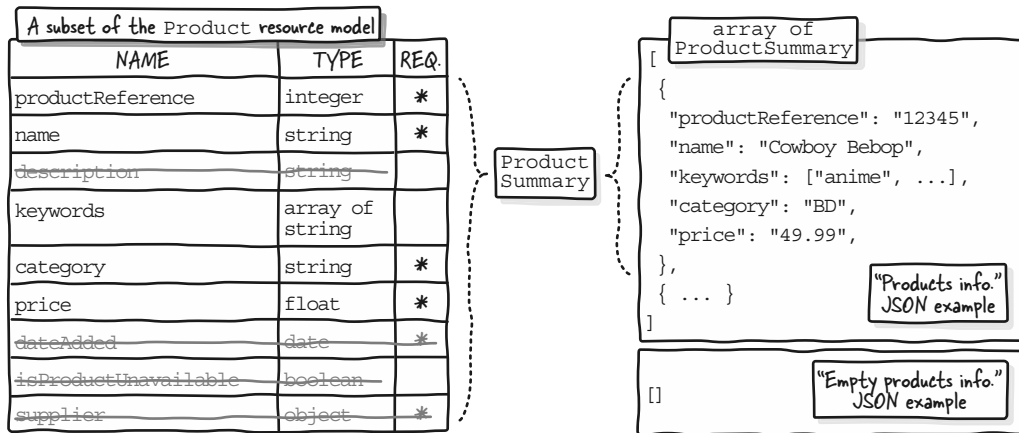 A subset of the Product resource model
NAME TYPE REQ.
productReference integer *
name string *
description string
keywords array of
string
category string *
price float *
dateAdded date *
isProductUnavailable boolean
supplier object *
Product
Summary
array of
ProductSummary
[
{
"productReference": "12345",
"name": "Cowboy Bebop",
"keywords": ["anime", ...],
"category": "BD",
"price": "49.99",
},
{ ... }
]
“Products info.”
JSON example
[]
“Empty products info.”
JSON example